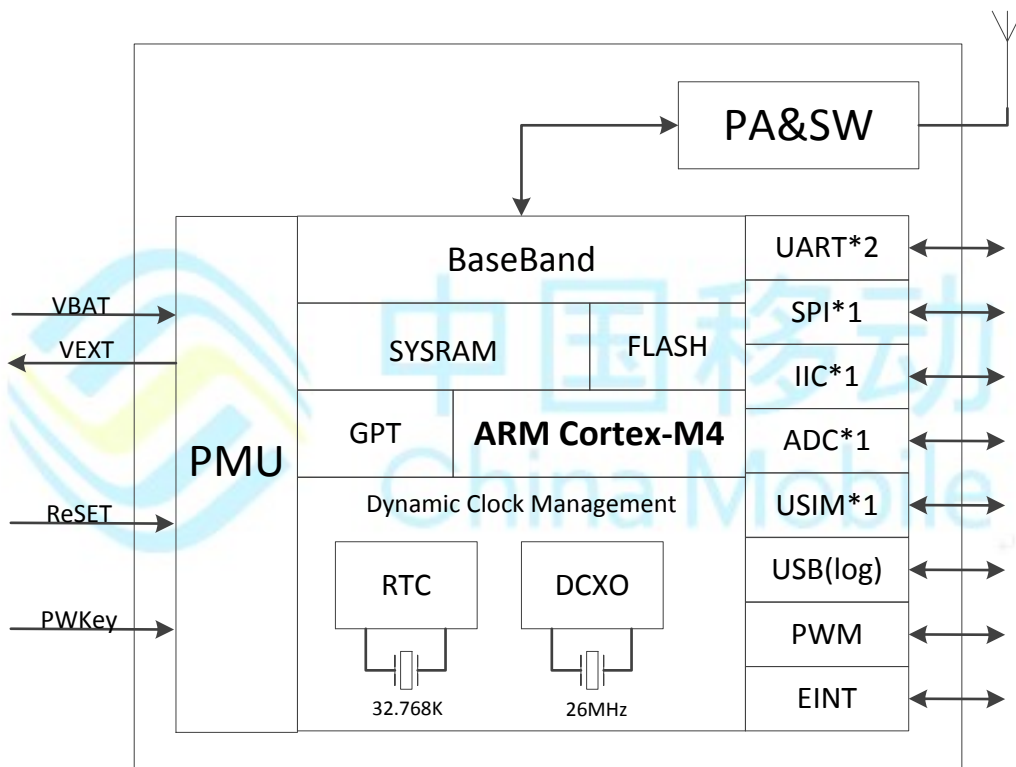 PA&SW
BaseBand
UART*2
VBAT
SPI*1
中国移动
SYSRAM
FLASH
VEXT
IIC*1
GPT
ARM Cortex-M4
ADC*1
PMU
China Mobile
Dynamic Clock Management
USIM*1
ReSET
RTC
DCXO
USB(log)
PWKey
PWM
32.768K
26MHz
EINT